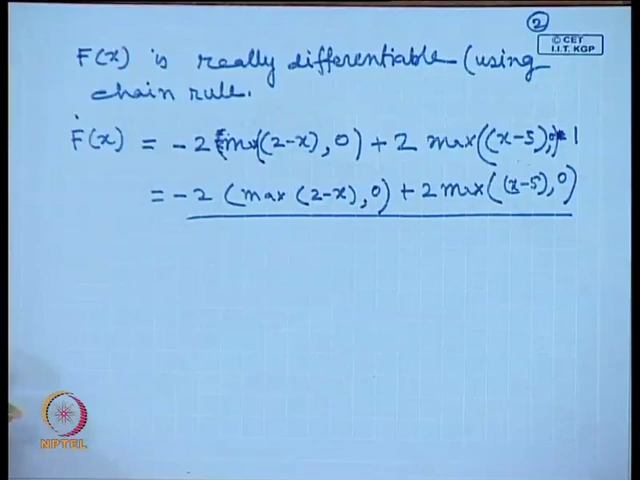 2
© CET
I.I.T. KGP
F(x) is really differentiable (using
chain rule.
Ḟ(x) = -2 (max((2-x), 0) + 2 max((x-5), 0)* 1
= -2 (max (2-x), 0) + 2 max((x-5), 0)
NPTEL